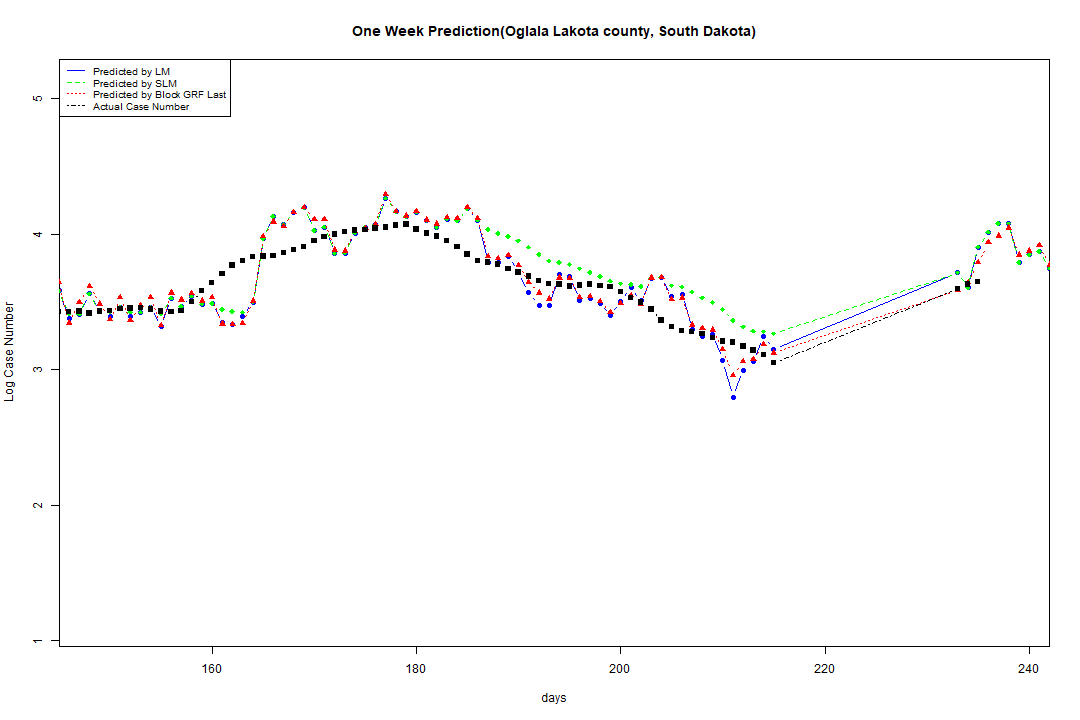 One Week Prediction(Oglala Lakota county, South Dakota)
Predicted by LM
Predicted by SLM
Predicted by Block GRF Last
Actual Case Number
5
4
3
2
1
Log Case Number
160
180
200
220
240
days